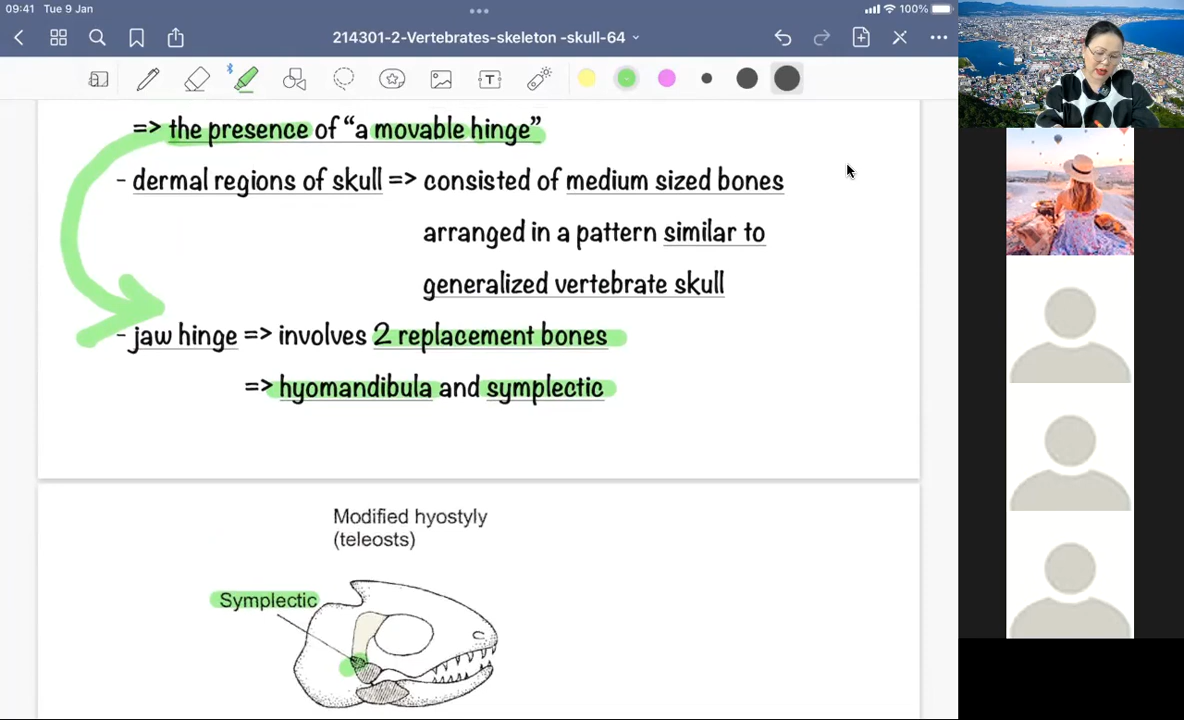 09:41 Tue 9 Jan
100%
214301-2-Vertebrates-skeleton -skull-64
=> the presence of “a movable hinge”
- dermal regions of skull => consisted of medium sized bones
arranged in a pattern similar to
generalized vertebrate skull
- jaw hinge => involves 2 replacement bones
=> hyomandibula and symplectic
Modified hyostyly
(teleosts)
Symplectic